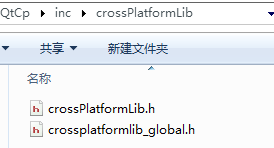 QtCp ▸ inc ▸ crossPlatformLib ▸
共享 ▼ 新建文件夹
名称
crossPlatformLib.h
crossplatformlib_global.h